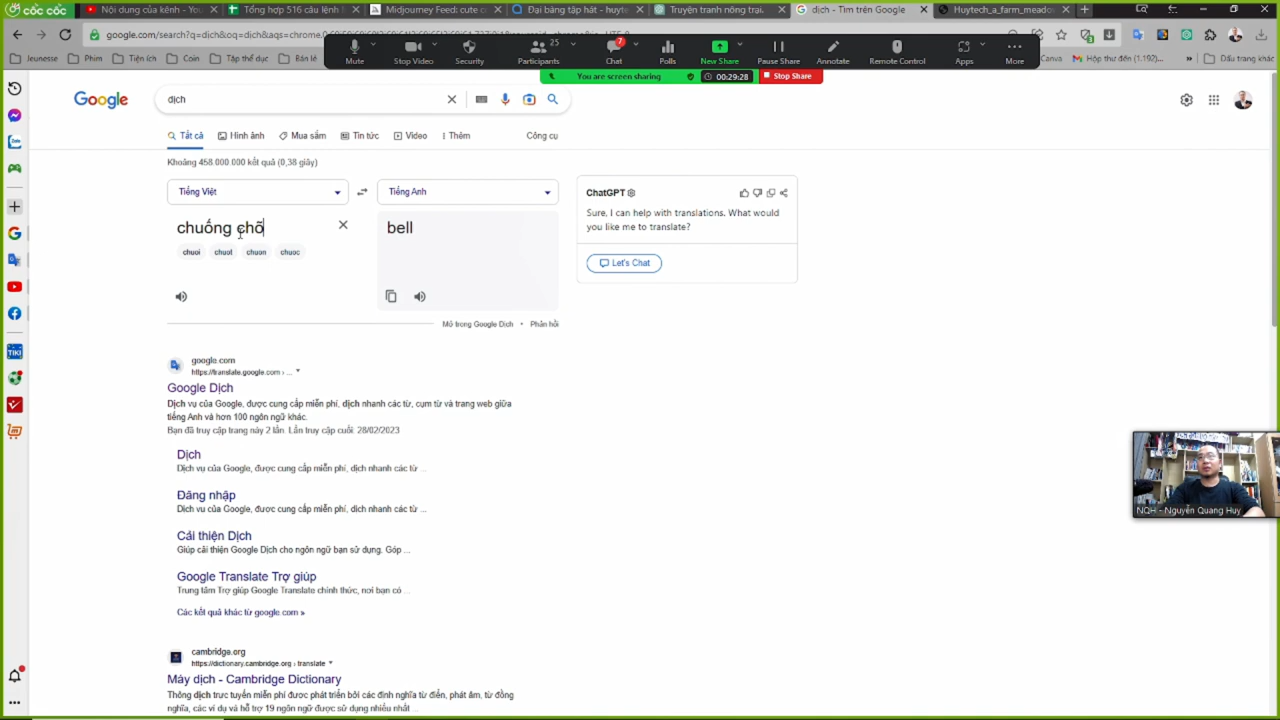 cốc cốc
Nội dung của kênh - You
Tổng hợp 516 câu lệnh
Midjourney Feed: cute c
Đại bàng tập hát - huyte
Truyện tranh nông trại.
dịch - Tìm trên Google
Huytech_a_farm_meadow
google.com/search?q=dich&oq=dich&aqs=chrome
Jeunesse
Phim
Tiện ích
Coin
Tập thể dục
Bán lẻ
Canva
Hộp thư đến (1.192)...
Dấu trang khác
Mute
Stop Video
Security
25
Participants
7
Chat
Polls
New Share
Pause Share
Annotate
Remote Control
Apps
More
You are screen sharing
00:29:28
Stop Share
Google
dịch
Tất cả
Hình ảnh
Mua sắm
Tin tức
Video
Thêm
Công cụ
Khoảng 458.000.000 kết quả (0,38 giây)
Tiếng Việt
Tiếng Anh
chuống chõ
bell
chuoi
chuot
chuon
chuoc
Mở trong Google Dịch • Phản hồi
ChatGPT
Sure, I can help with translations. What would
you like me to translate?
Let's Chat
google.com
https://translate.google.com › ...
Google Dịch
Dịch vụ của Google, được cung cấp miễn phí, dịch nhanh các từ, cụm từ và trang web giữa
tiếng Anh và hơn 100 ngôn ngữ khác.
Bạn đã truy cập trang này 2 lần. Lần truy cập cuối: 28/02/2023
Dịch
Dịch vụ của Google, được cung cấp miễn phí, dịch nhanh các từ ...
Đăng nhập
Dịch vụ của Google, được cung cấp miễn phí, dịch nhanh các từ ...
Cải thiện Dịch
Giúp cải thiện Google Dịch cho ngôn ngữ bạn sử dụng. Góp ...
Google Translate Trợ giúp
Trung tâm Trợ giúp Google Translate chính thức, nơi bạn có ...
Các kết quả khác từ google.com »
cambridge.org
https://dictionary.cambridge.org › translate
Máy dịch - Cambridge Dictionary
Thông dịch trực tuyến miễn phí được phát triển bởi các định nghĩa từ điển, phát âm, từ đồng
nghĩa, các ví dụ và hỗ trợ 19 ngôn ngữ được sử dụng nhiều nhất ...
TIKI
Zalo
NQH - Nguyễn Quang Huy